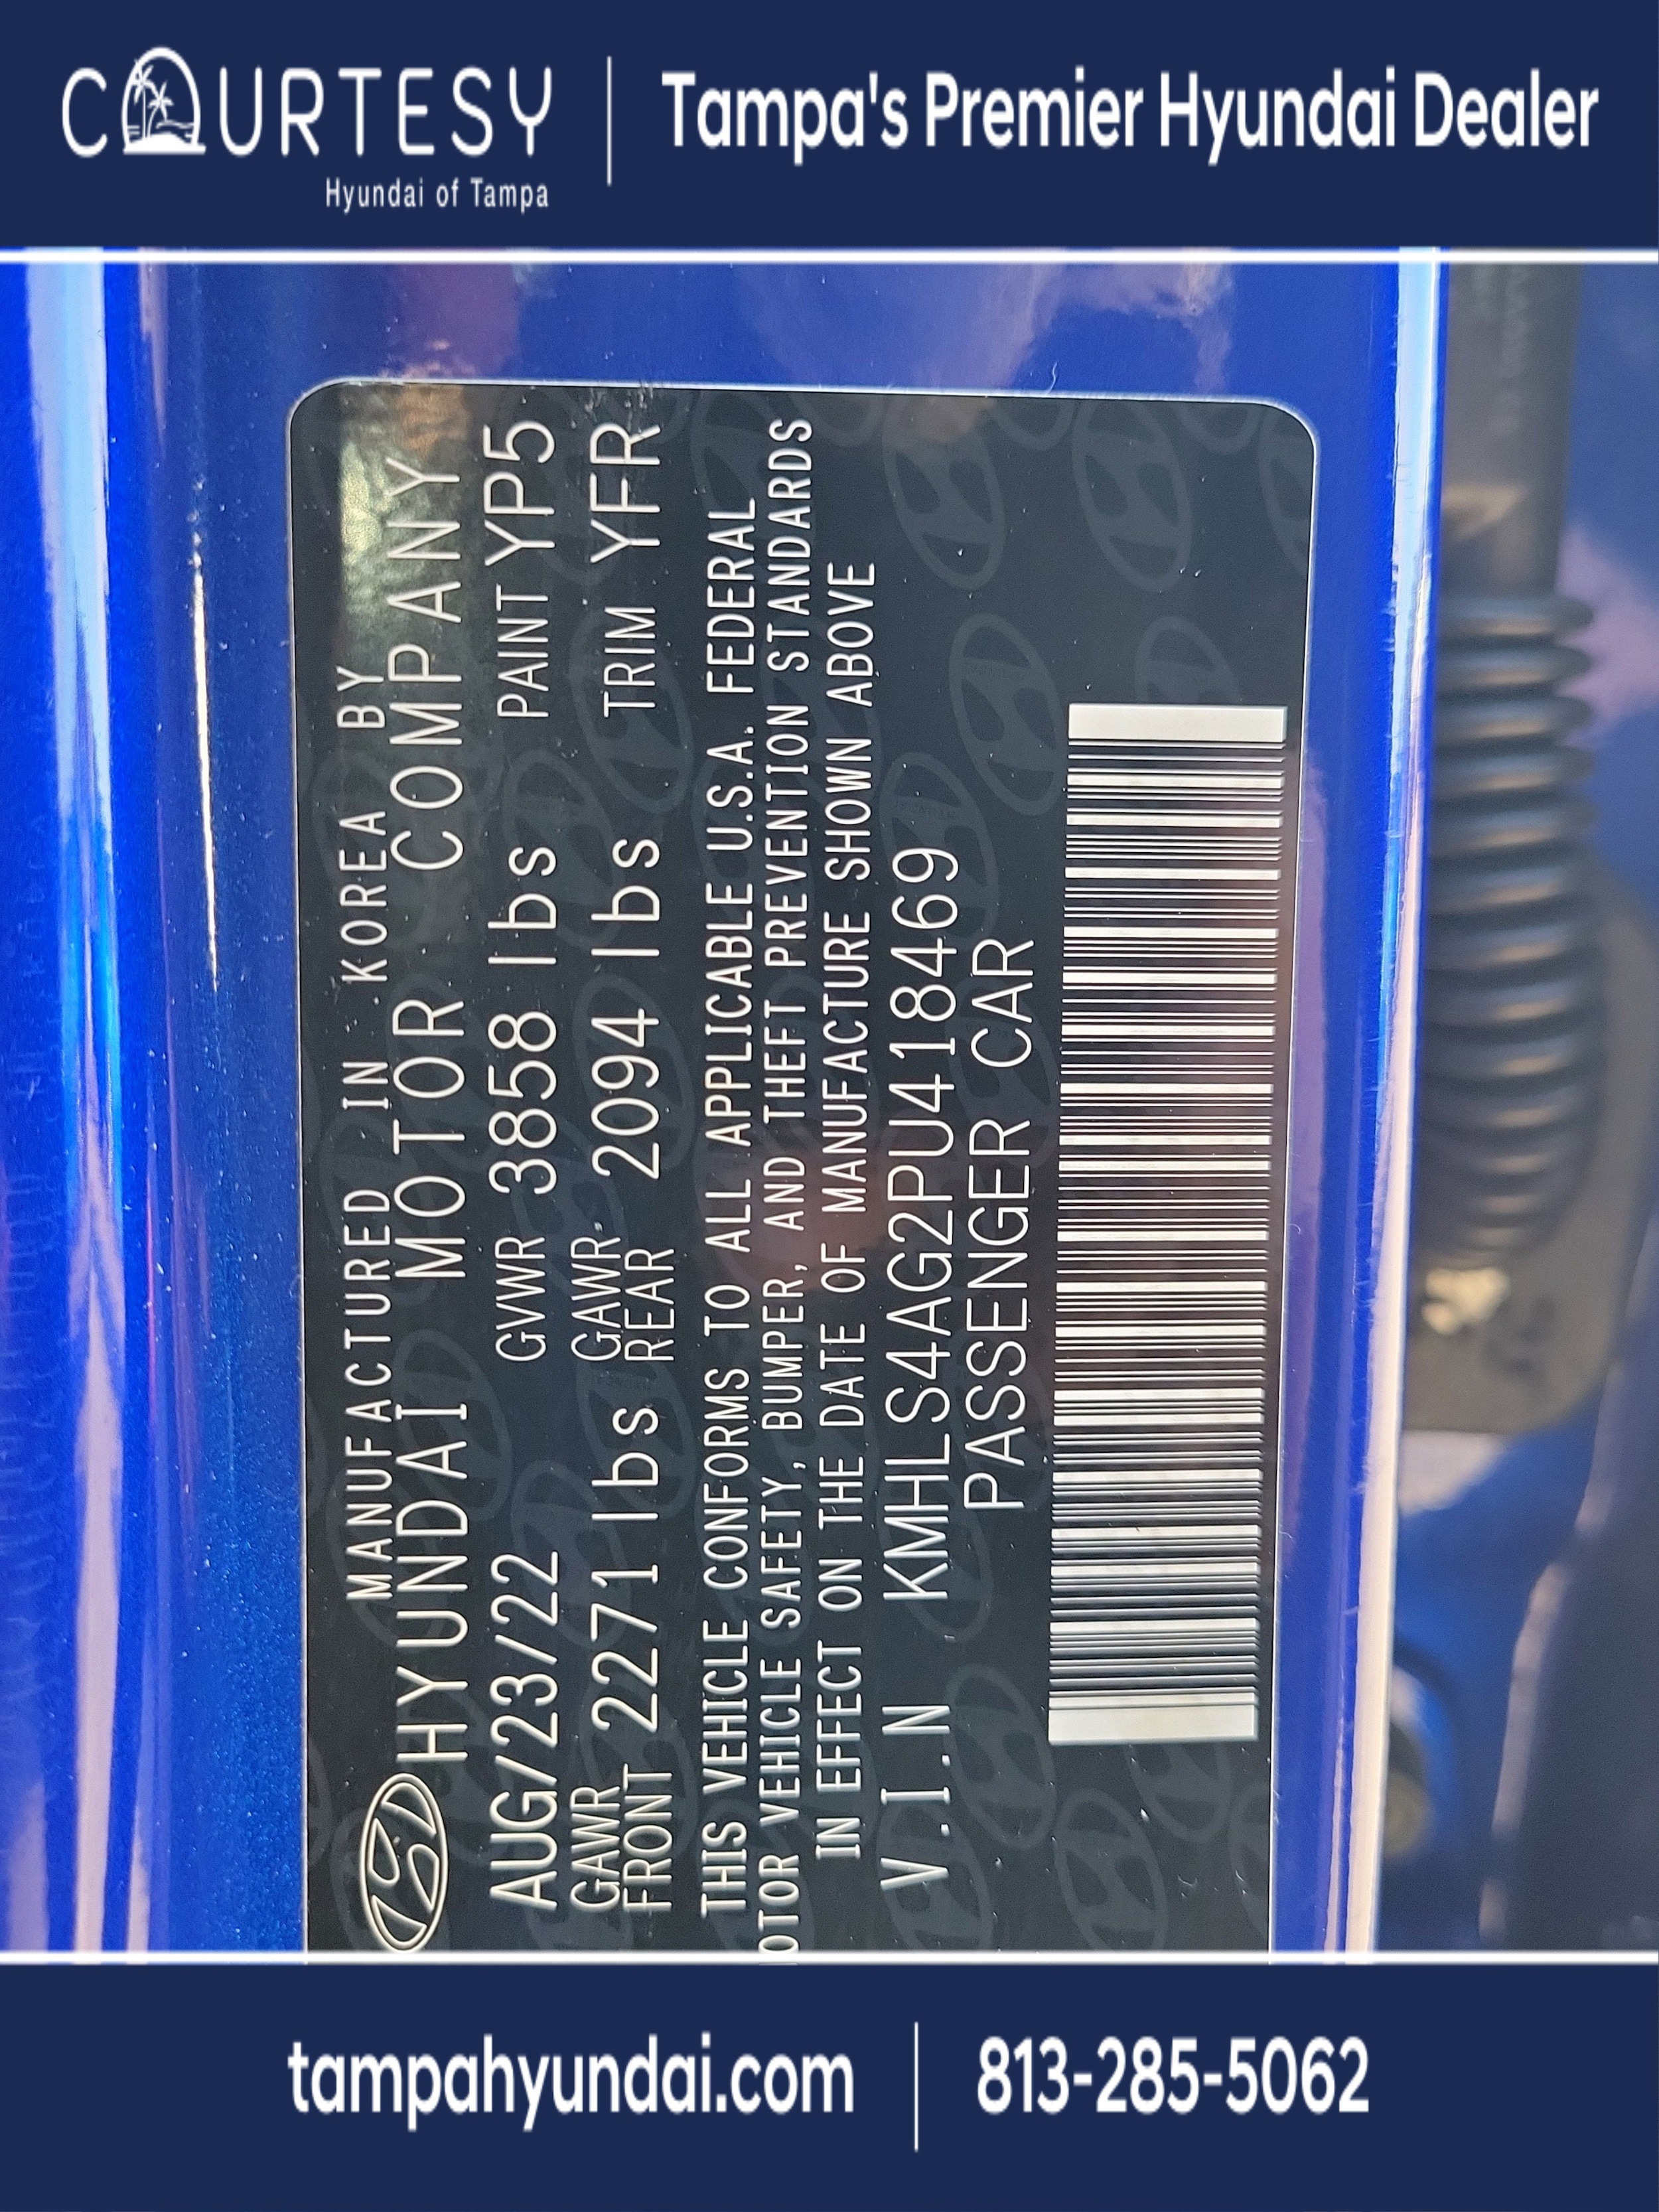 COURTESY
Hyundai of Tampa
Tampa's Premier Hyundai Dealer
MANUFACTURED IN KOREA BY
HYUNDAI MOTOR COMPANY
AUG/23/22 GVWR 3858 lbs PAINT YP5
GAWR FRONT 2271 lbs GAWR REAR 2094 lbs TRIM YFR
THIS VEHICLE CONFORMS TO ALL APPLICABLE U.S.A. FEDERAL
OTOR VEHICLE SAFETY, BUMPER, AND THEFT PREVENTION STANDARDS
IN EFFECT ON THE DATE OF MANUFACTURE SHOWN ABOVE
V.I.N KMHLS4AG2PU418469
PASSENGER CAR
tampahyundai.com
813-285-5062